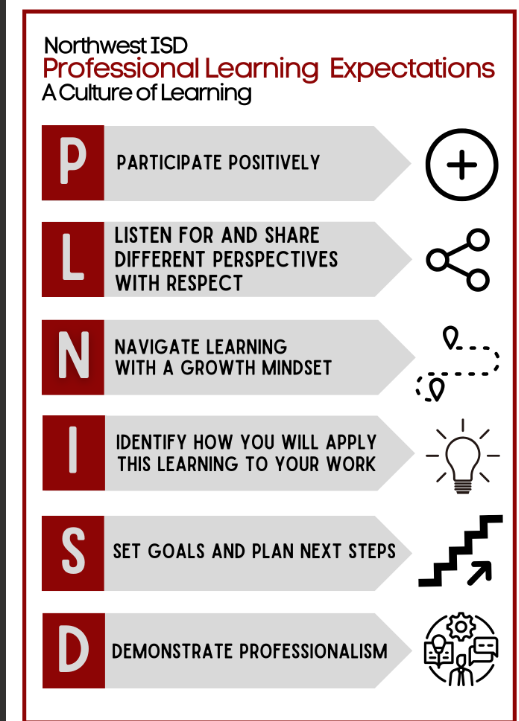 Northwest ISD
Professional Learning Expectations
A Culture of Learning
P
PARTICIPATE POSITIVELY
L
LISTEN FOR AND SHARE
DIFFERENT PERSPECTIVES
WITH RESPECT
N
NAVIGATE LEARNING
WITH A GROWTH MINDSET
I
IDENTIFY HOW YOU WILL APPLY
THIS LEARNING TO YOUR WORK
S
SET GOALS AND PLAN NEXT STEPS
D
DEMONSTRATE PROFESSIONALISM